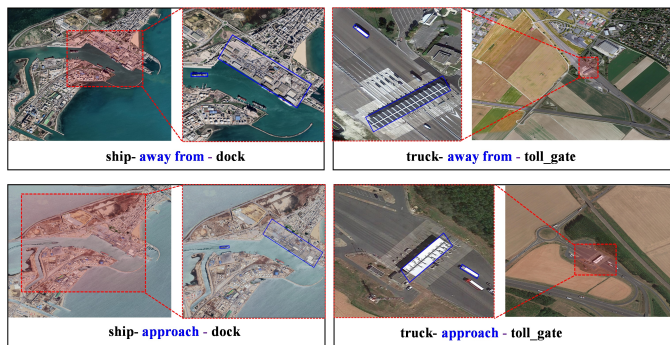 ship- away from - dock
truck- away from - toll_gate
ship- approach - dock
truck- approach - toll_gate